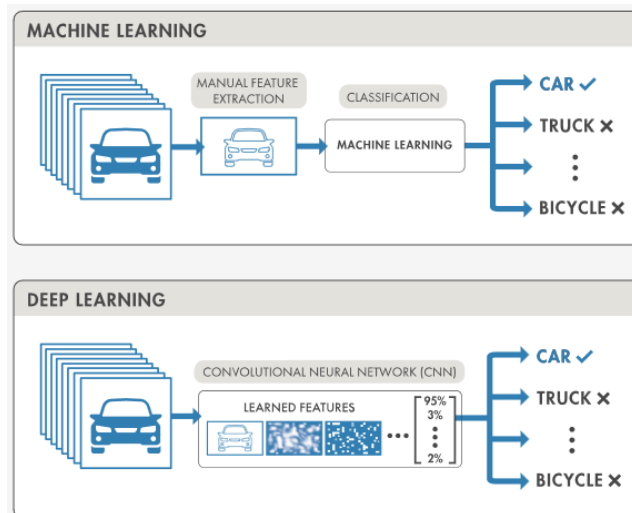 MACHINE LEARNING
MANUAL FEATURE
EXTRACTION
CLASSIFICATION
MACHINE LEARNING
CAR ✓
TRUCK ✕
⋮
BICYCLE ✕
DEEP LEARNING
CONVOLUTIONAL NEURAL NETWORK (CNN)
LEARNED FEATURES
•••
95%
3%
⋮
2%
CAR ✓
TRUCK ✕
⋮
BICYCLE ✕